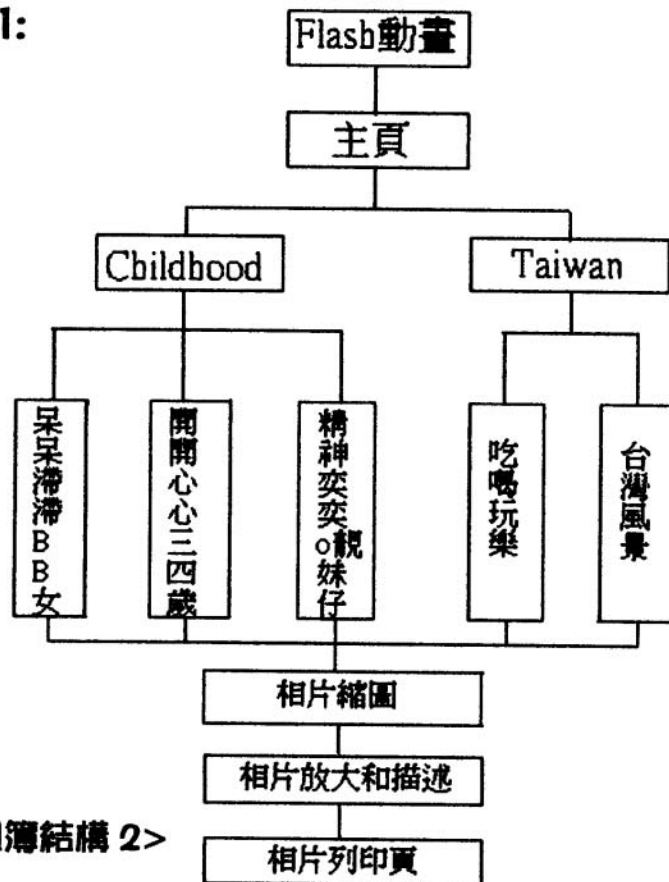 1:
Flash動畫
主頁
Childhood
Taiwan
呆呆滯滯BB女
開開心心三四歲
精神奕奕o靚妹仔
吃喝玩樂
台灣風景
相片縮圖
相片放大和描述
簿結構 2>
相片列印頁